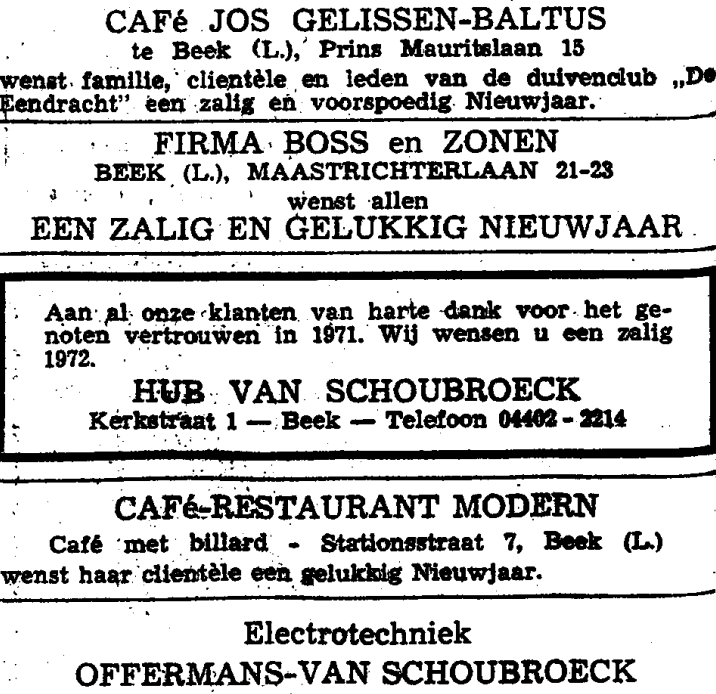 CAFé JOS GELISSEN-BALTUS
te Beek (L.), Prins Mauritslaan 15
wenst familie, clientèle en leden van de duivenclub „De
Eendracht” een zalig en voorspoedig Nieuwjaar.
FIRMA BOSS en ZONEN
BEEK (L.), MAASTRICHTERLAAN 21-23
wenst allen
EEN ZALIG EN GELUKKIG NIEUWJAAR
Aan al onze klanten van harte dank voor het ge-
noten vertrouwen in 1971. Wij wensen u een zalig
1972.
HUB VAN SCHOUBROECK
Kerkstraat 1 — Beek — Telefoon 04402 - 2214
CAFé-RESTAURANT MODERN
Café met billard - Stationsstraat 7, Beek (L.)
wenst haar clientèle een gelukkig Nieuwjaar.
Electrotechniek
OFFERMANS-VAN SCHOUBROECK